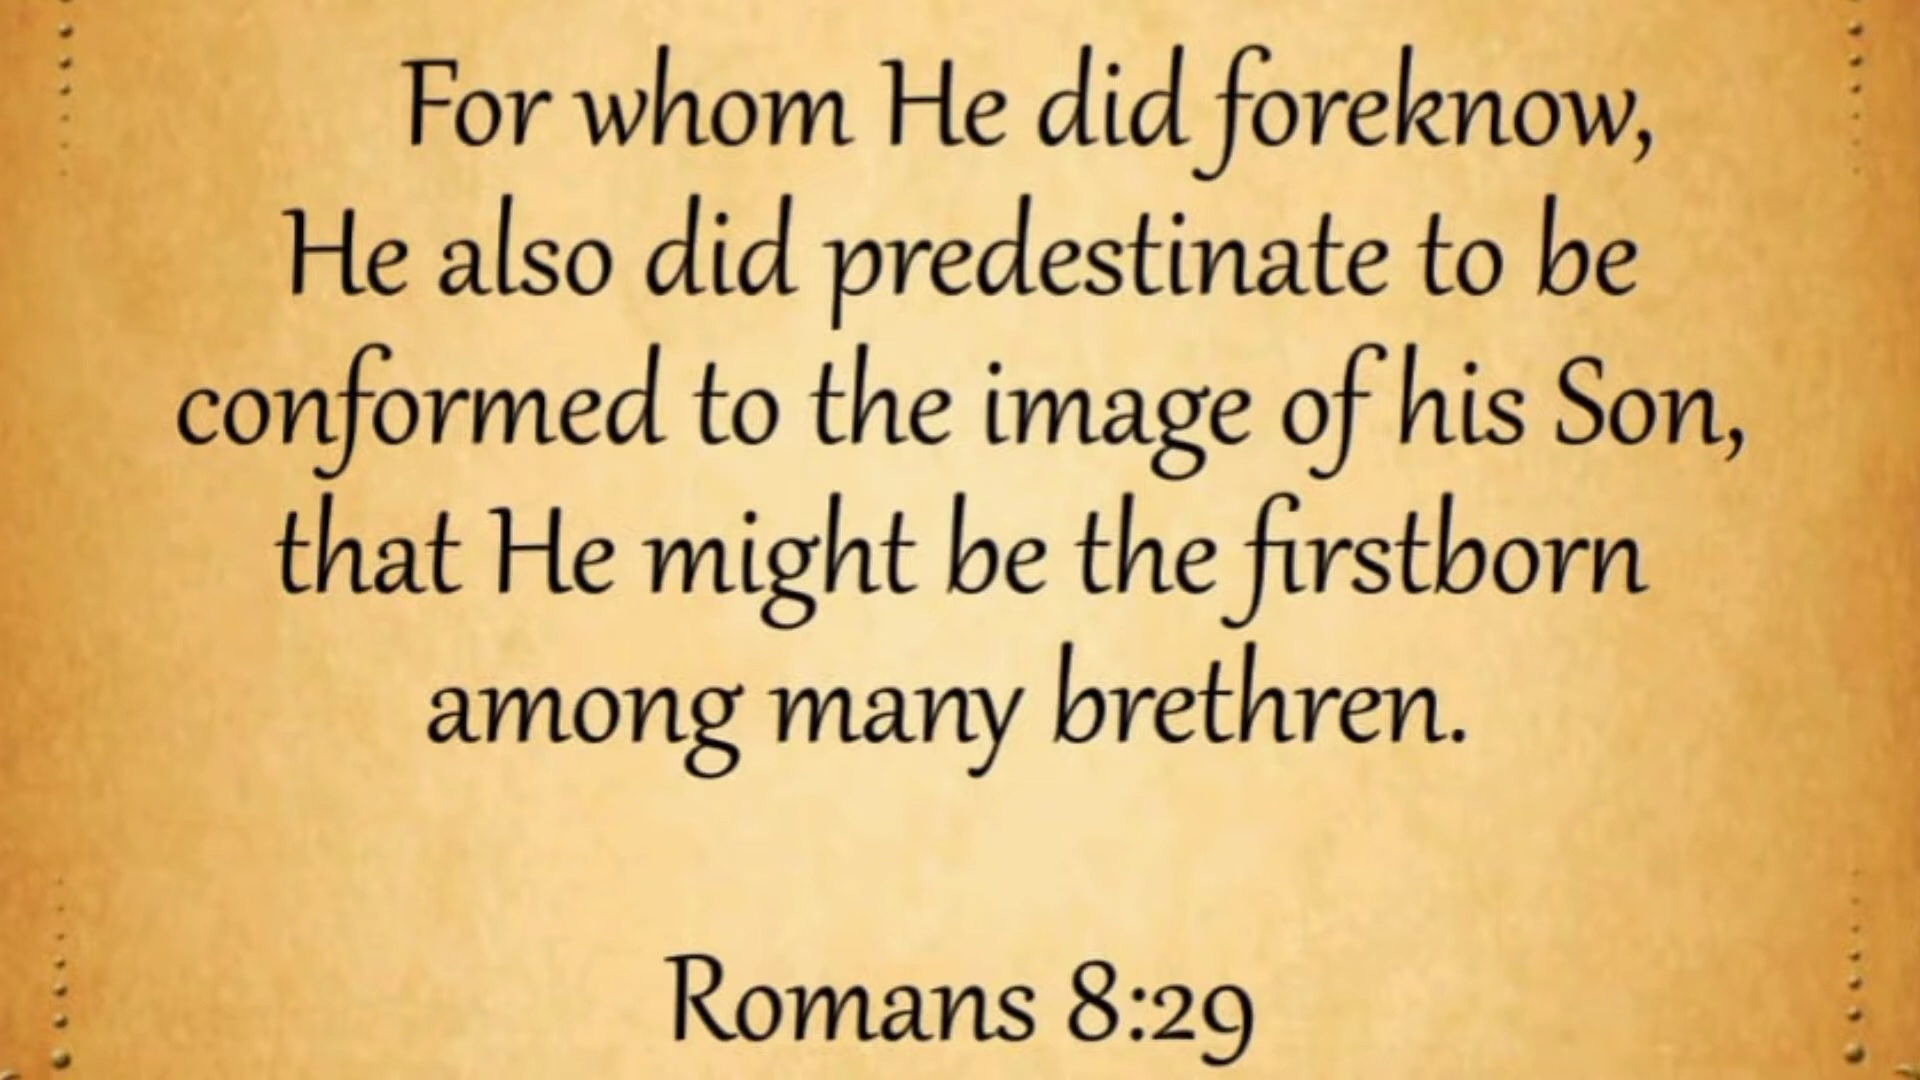 For whom He did foreknow,
He also did predestinate to be
conformed to the image of his Son,
that He might be the firstborn
among many brethren.
Romans 8:29